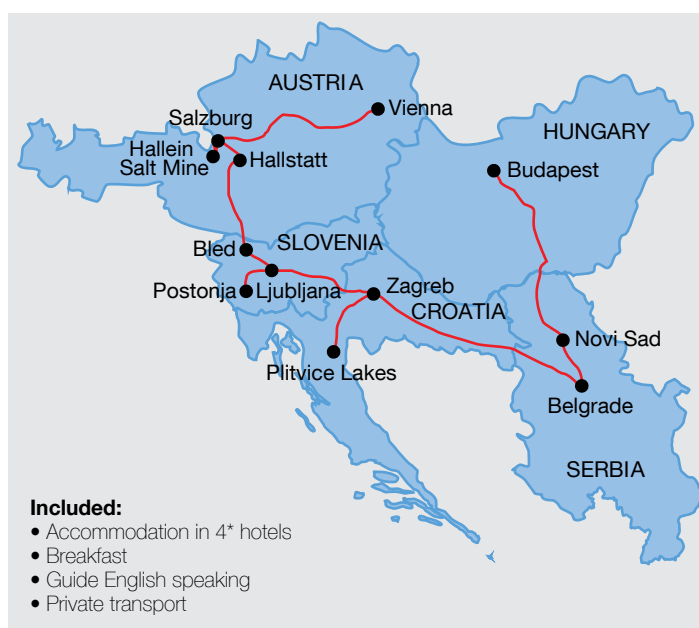 AUSTRIA
Salzburg
Vienna
Hallein
Salt Mine
Hallstatt
HUNGARY
Budapest
Bled
SLOVENIA
Postonja
Ljubljana
Zagreb
CROATIA
Plitvice Lakes
Novi Sad
Belgrade
SERBIA
Included:
• Accommodation in 4* hotels
• Breakfast
• Guide English speaking
• Private transport